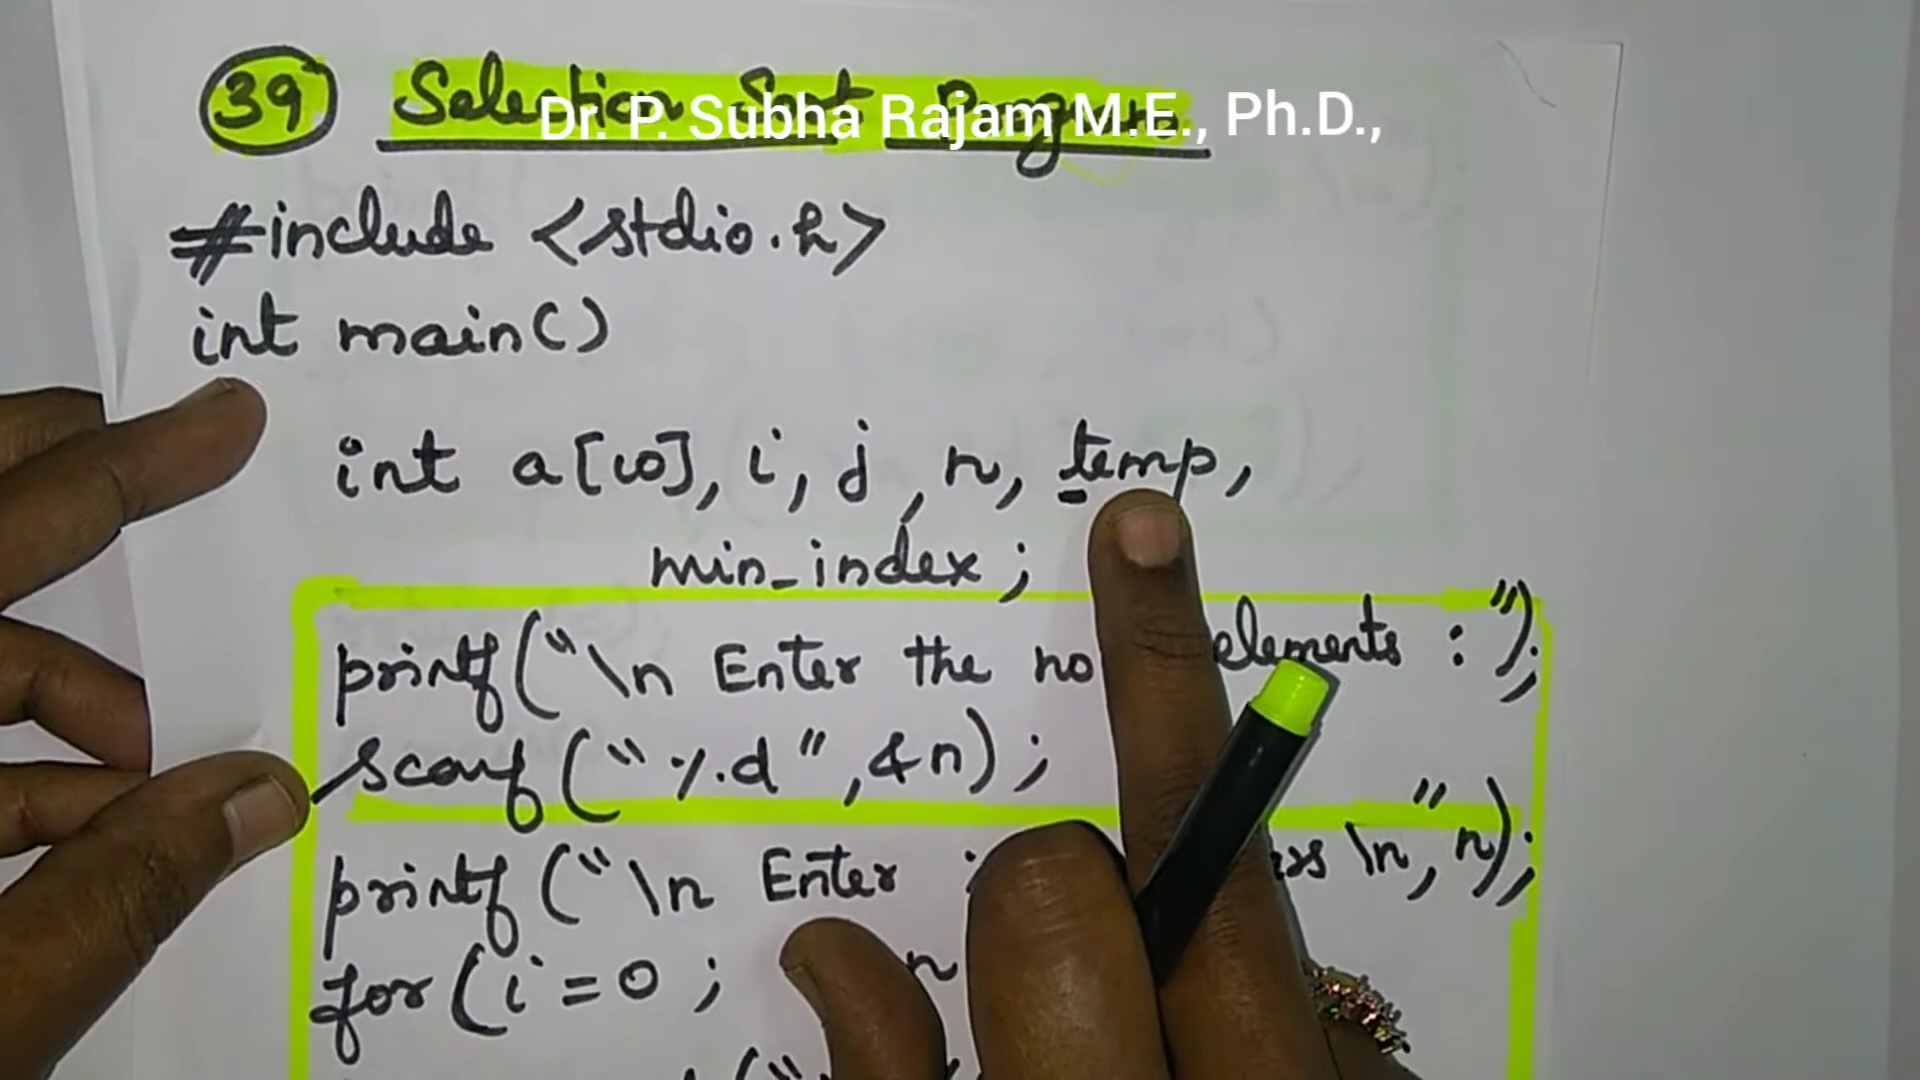 39 Selection Sort Program
Dr. P. Subha Rajam M.E., Ph.D.,
#include <stdio.h>
int main()
int a[10], i, j, n, temp,
min_index;
printf("\n Enter the no elements :");
scanf("%d", &n);
printf("\n Enter \n", n);
for(i=0; n